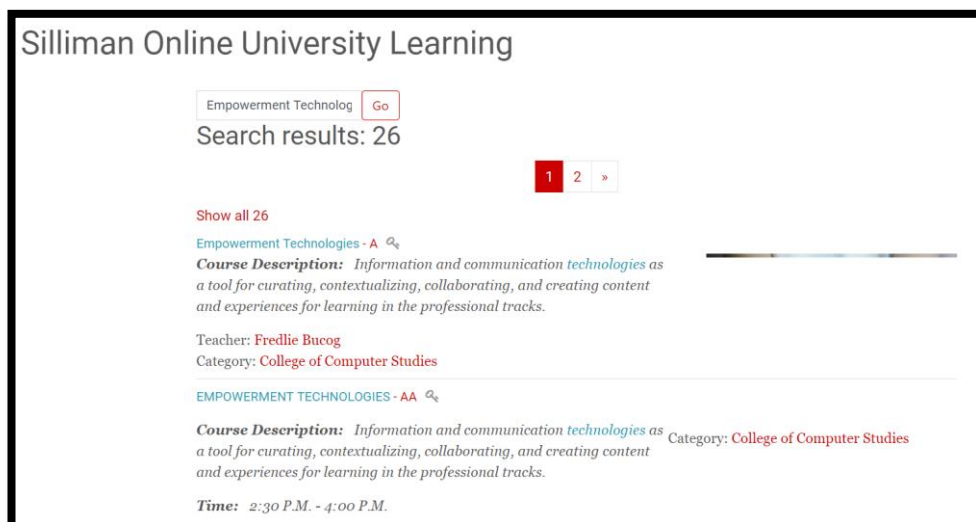 Silliman Online University Learning
Empowerment Technolog
Go
Search results: 26
1 2 »
Show all 26
Empowerment Technologies - A
Course Description: Information and communication technologies as
a tool for curating, contextualizing, collaborating, and creating content
and experiences for learning in the professional tracks.
Teacher: Fredlie Bucog
Category: College of Computer Studies
EMPOWERMENT TECHNOLOGIES - AA
Course Description: Information and communication technologies as
a tool for curating, contextualizing, collaborating, and creating content
and experiences for learning in the professional tracks.
Category: College of Computer Studies
Time: 2:30 P.M. - 4:00 P.M.